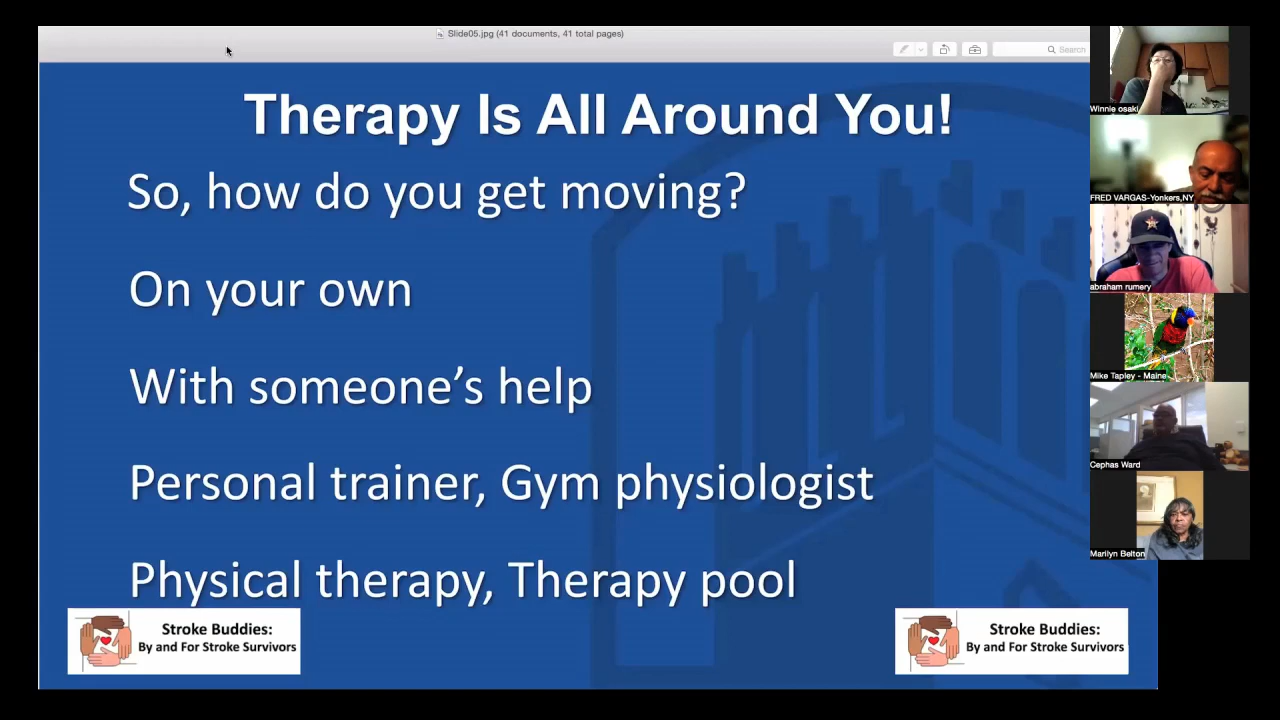 Slide05.jpg (41 documents, 41 total pages)
Search
Therapy Is All Around You!
So, how do you get moving?
On your own
With someone’s help
Personal trainer, Gym physiologist
Physical therapy, Therapy pool
Stroke Buddies:
By and For Stroke Survivors
Stroke Buddies:
By and For Stroke Survivors
Winnie osaki
FRED VARGAS-Yonkers,NY
abraham rumery
Mike Tapley - Maine
Cephas Ward
Marilyn Belton